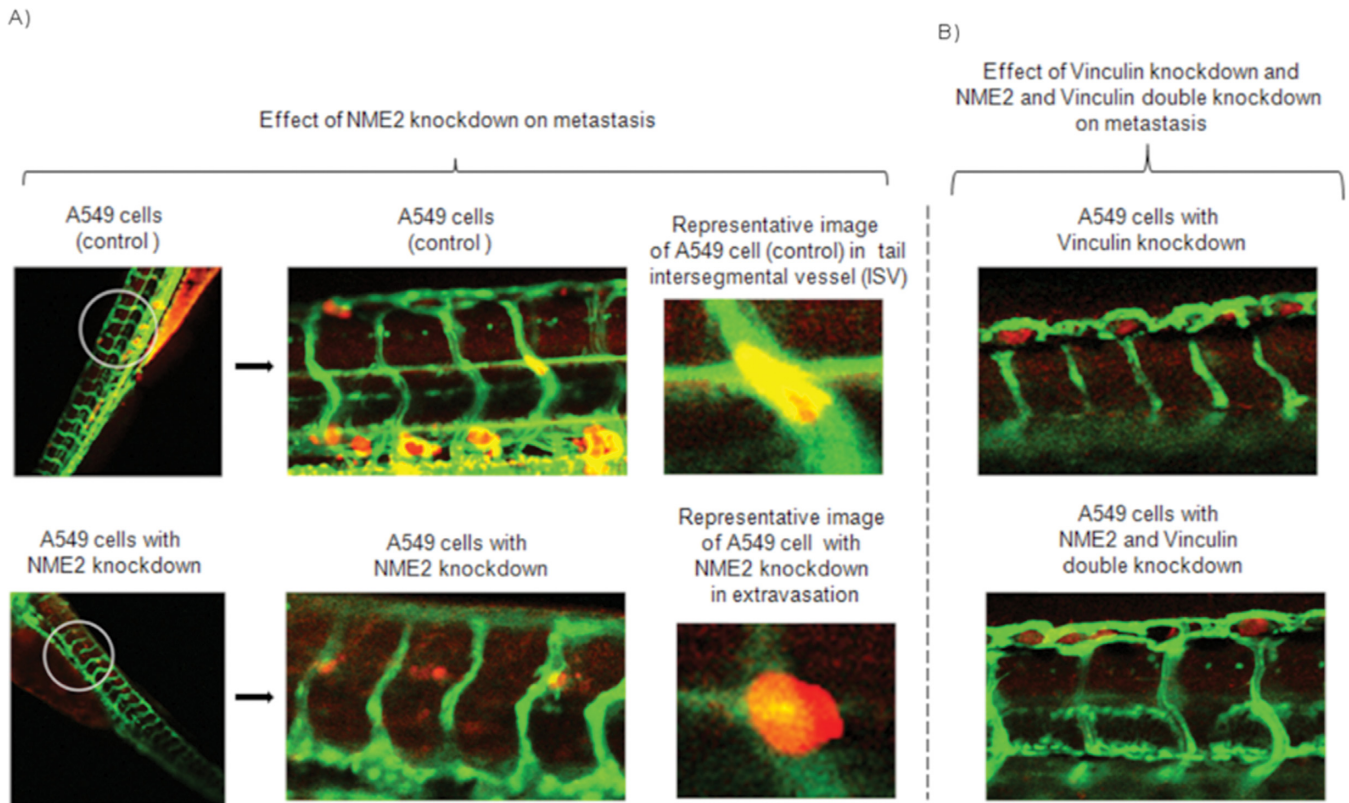 A)
Effect of NME2 knockdown on metastasis
A549 cells
(control )
A549 cells
(control )
Representative image
of A549 cell (control) in tail
intersegmental vessel (ISV)
A549 cells with
NME2 knockdown
A549 cells with
NME2 knockdown
Representative image
of A549 cell with
NME2 knockdown
in extravasation
B)
Effect of Vinculin knockdown and
NME2 and Vinculin double knockdown
on metastasis
A549 cells with
Vinculin knockdown
A549 cells with
NME2 and Vinculin
double knockdown